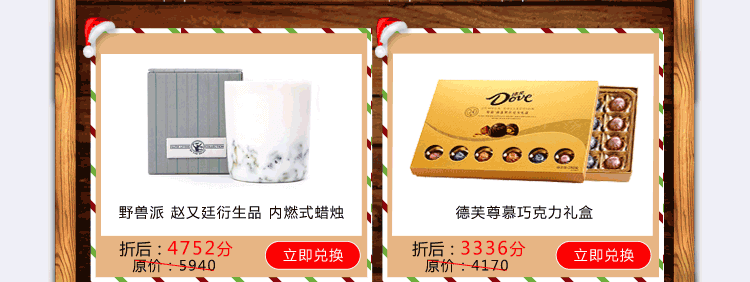 德芙
Dove
野兽派 赵又廷衍生品 内燃式蜡烛
德芙尊慕巧克力礼盒
折后：4752分
原价：5940
立即兑换
折后：3336分
原价：4170
立即兑换